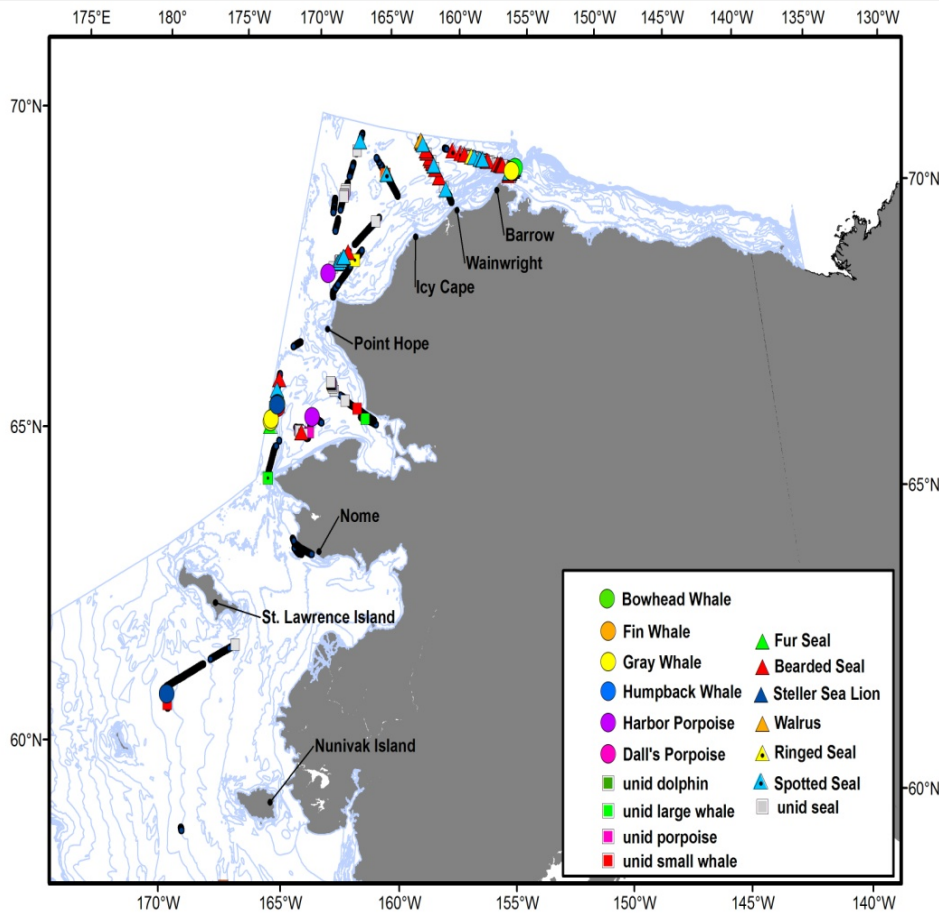 175°E 180° 175°W 170°W 165°W 160°W 155°W 150°W 145°W 140°W 135°W 130°W
70°N
70°N
Barrow
Wainwright
Icy Cape
Point Hope
65°N
65°N
Nome
St. Lawrence Island
60°N
Nunivak Island
60°N
Bowhead Whale
Fin Whale
Gray Whale
Humpback Whale
Harbor Porpoise
Dall's Porpoise
unid dolphin
unid large whale
unid porpoise
unid small whale
Fur Seal
Bearded Seal
Steller Sea Lion
Walrus
Ringed Seal
Spotted Seal
unid seal
170°W 165°W 160°W 155°W 150°W 145°W 140°W